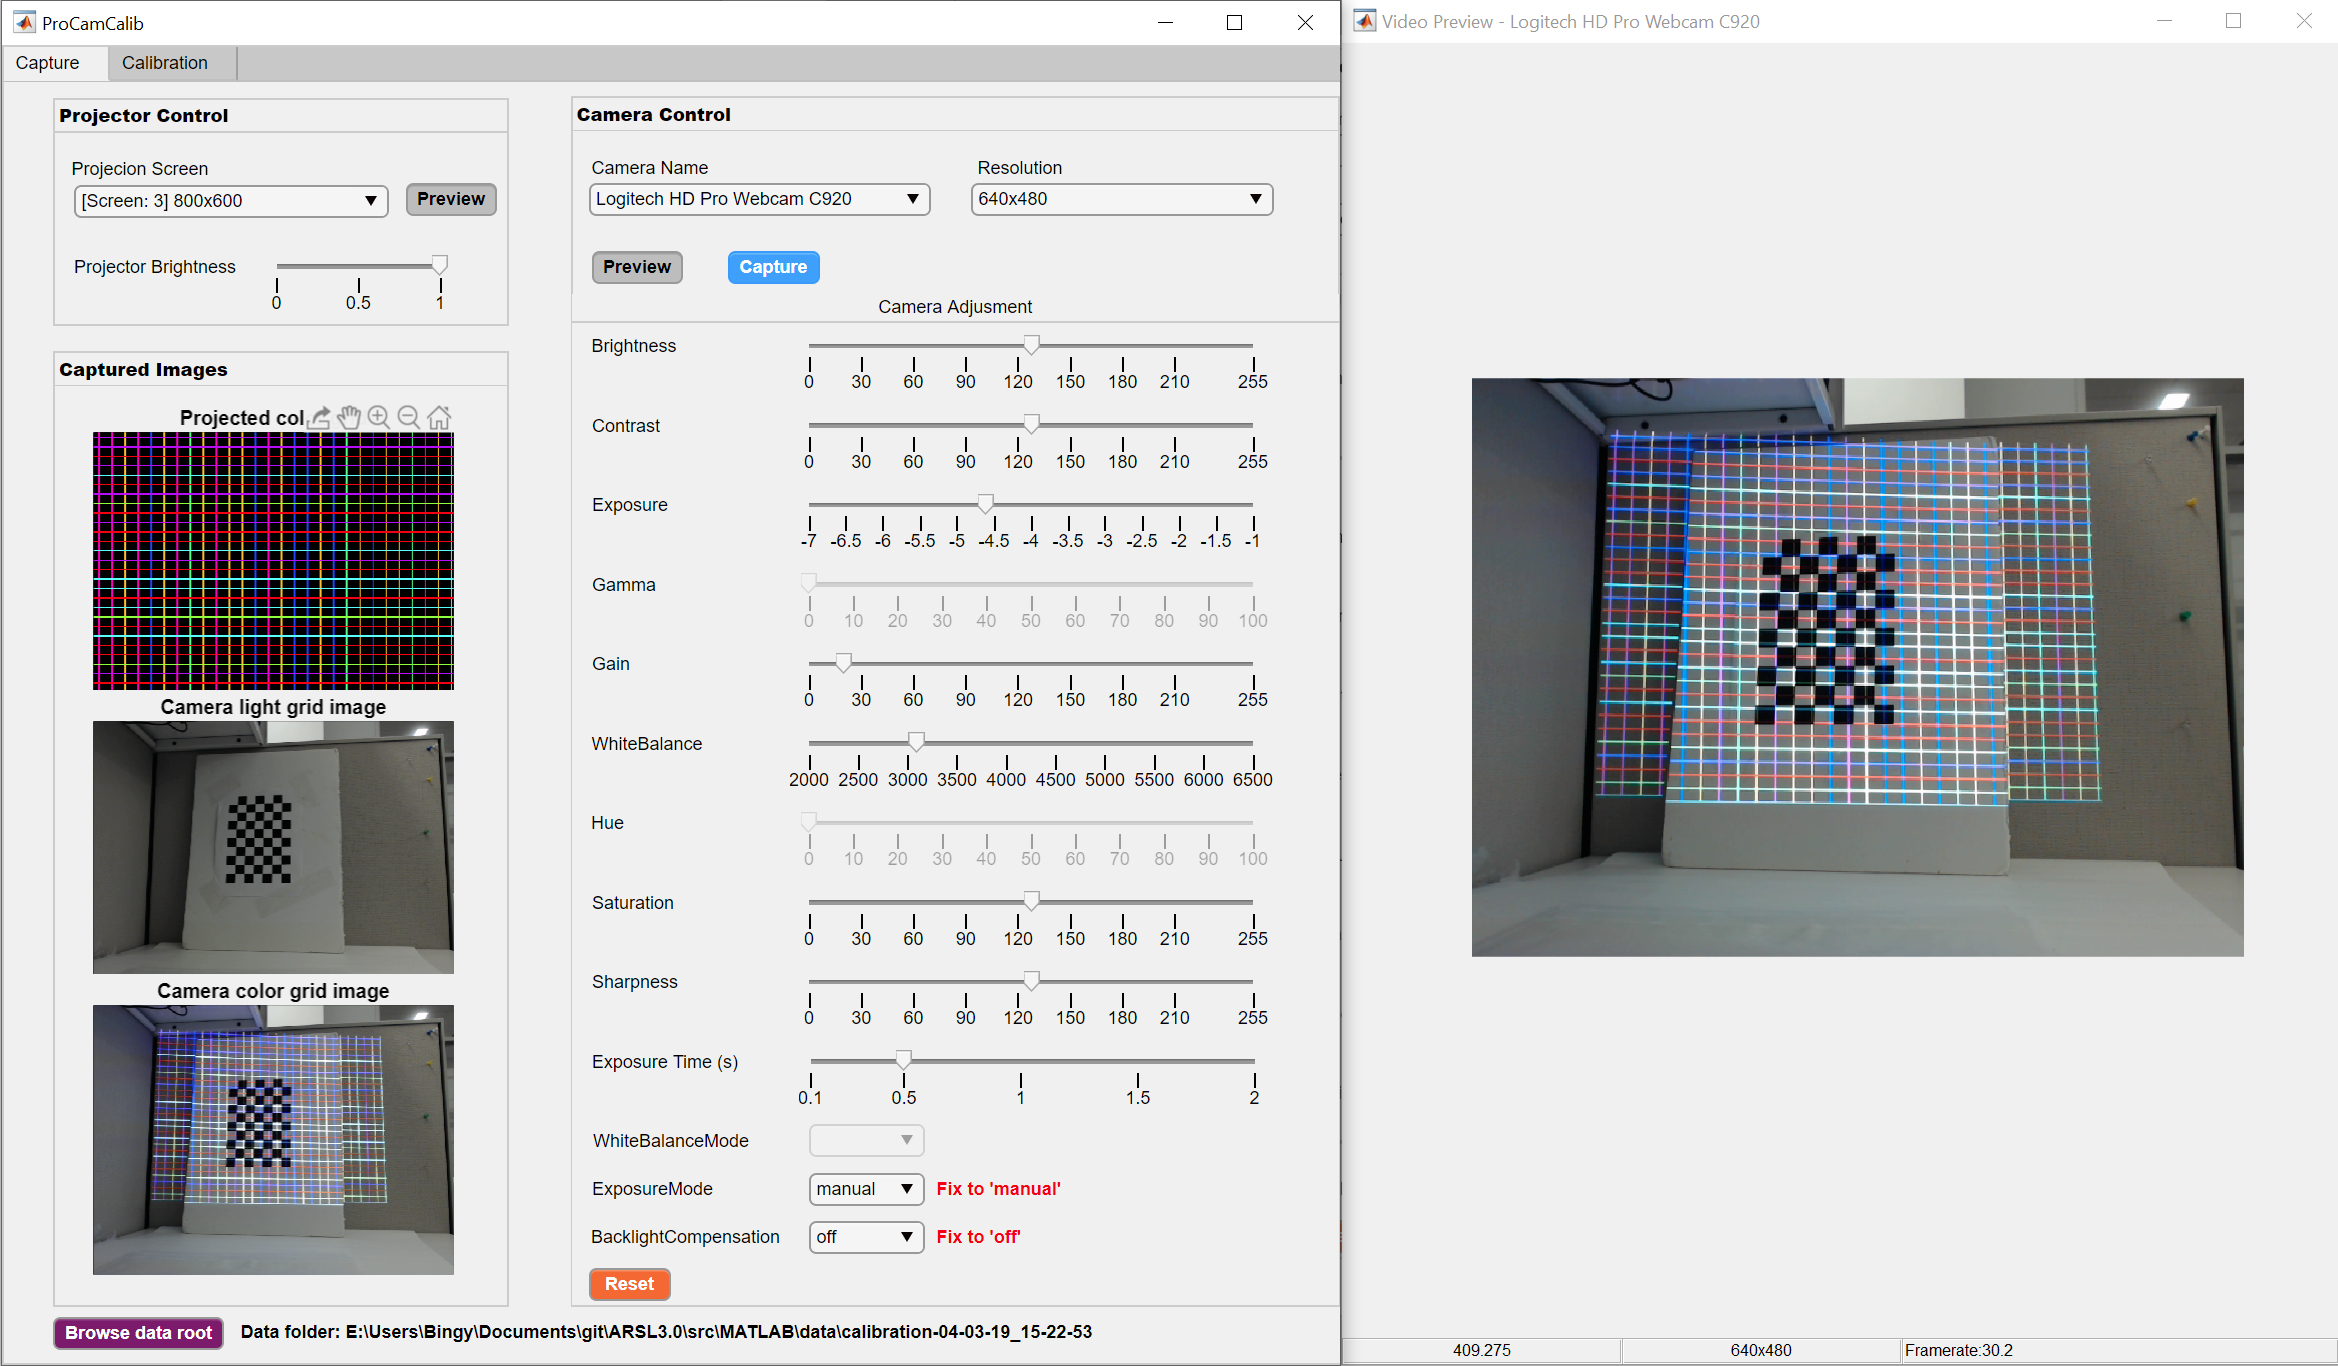 ProCamCalib
Capture
Calibration
Projector Control
Projecion Screen
[Screen: 3] 800x600
Preview
Projector Brightness
0 0.5 1
Captured Images
Projected col
Camera light grid image
Camera color grid image
Browse data root
Data folder: E:\Users\Bingy\Documents\git\ARSL3.0\src\MATLAB\data\calibration-04-03-19_15-22-53
Camera Control
Camera Name
Resolution
Logitech HD Pro Webcam C920
640x480
Preview
Capture
Camera Adjusment
Brightness
0 30 60 90 120 150 180 210 255
Contrast
0 30 60 90 120 150 180 210 255
Exposure
-7 -6.5 -6 -5.5 -5 -4.5 -4 -3.5 -3 -2.5 -2 -1.5 -1
Gamma
0 10 20 30 40 50 60 70 80 90 100
Gain
0 30 60 90 120 150 180 210 255
WhiteBalance
2000 2500 3000 3500 4000 4500 5000 5500 6000 6500
Hue
0 10 20 30 40 50 60 70 80 90 100
Saturation
0 30 60 90 120 150 180 210 255
Sharpness
0 30 60 90 120 150 180 210 255
Exposure Time (s)
0.1 0.5 1 1.5 2
WhiteBalanceMode
ExposureMode
manual
Fix to 'manual'
BacklightCompensation
off
Fix to 'off'
Reset
Video Preview - Logitech HD Pro Webcam C920
409.275
640x480
Framerate:30.2